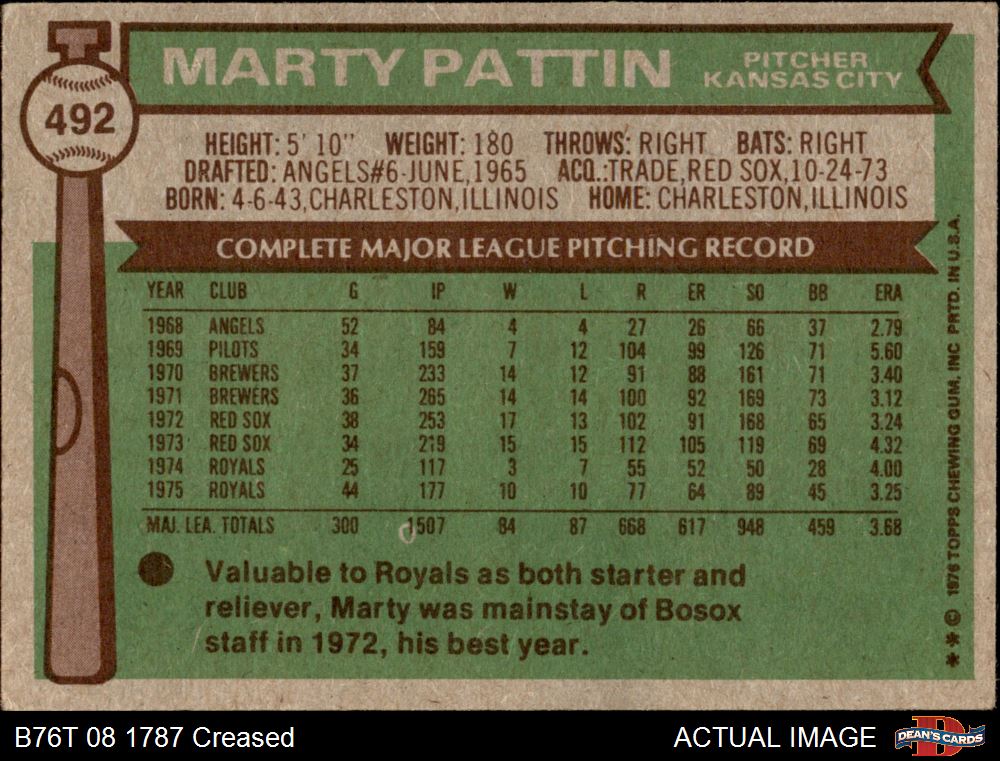 MARTY PATTIN
PITCHER
KANSAS CITY
492
HEIGHT: 5' 10" WEIGHT: 180 THROWS: RIGHT BATS: RIGHT
DRAFTED: ANGELS#6-JUNE,1965 ACQ.:TRADE,RED SOX,10-24-73
BORN: 4-6-43,CHARLESTON,ILLINOIS HOME: CHARLESTON,ILLINOIS
COMPLETE MAJOR LEAGUE PITCHING RECORD
YEAR CLUB G IP W L R ER SO BB ERA
1968 ANGELS 52 84 4 4 27 26 66 37 2.79
1969 PILOTS 34 159 7 12 104 99 126 71 5.60
1970 BREWERS 37 233 14 12 91 88 161 71 3.40
1971 BREWERS 36 265 14 14 100 92 169 73 3.12
1972 RED SOX 38 253 17 13 102 91 168 65 3.24
1973 RED SOX 34 219 15 15 112 105 119 69 4.32
1974 ROYALS 25 117 3 7 55 52 50 28 4.00
1975 ROYALS 44 177 10 10 77 64 89 45 3.25
MAJ. LEA. TOTALS 300 1507 84 87 668 617 948 459 3.68
Valuable to Royals as both starter and
reliever, Marty was mainstay of Bosox
staff in 1972, his best year.
** © 1976 TOPPS CHEWING GUM, INC PRTD. IN U.S.A.
B76T 08 1787 Creased
ACTUAL IMAGE
DEAN'S CARDS